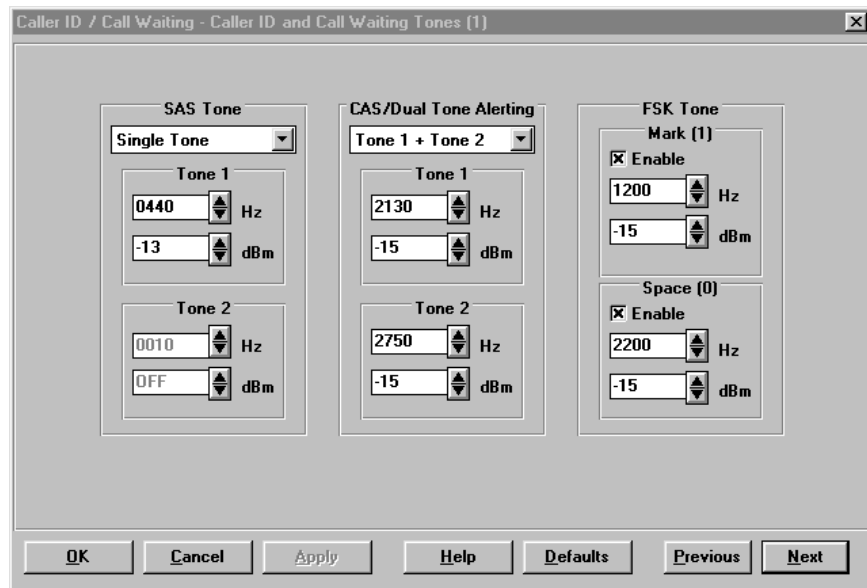 Caller ID / Call Waiting - Caller ID and Call Waiting Tones (1)
SAS Tone
Single Tone
Tone 1
0440 Hz
-13 dBm
Tone 2
0010 Hz
OFF dBm
CAS/Dual Tone Alerting
Tone 1 + Tone 2
Tone 1
2130 Hz
-15 dBm
Tone 2
2750 Hz
-15 dBm
FSK Tone
Mark (1)
Enable
1200 Hz
-15 dBm
Space (0)
Enable
2200 Hz
-15 dBm
OK Cancel Apply Help Defaults Previous Next